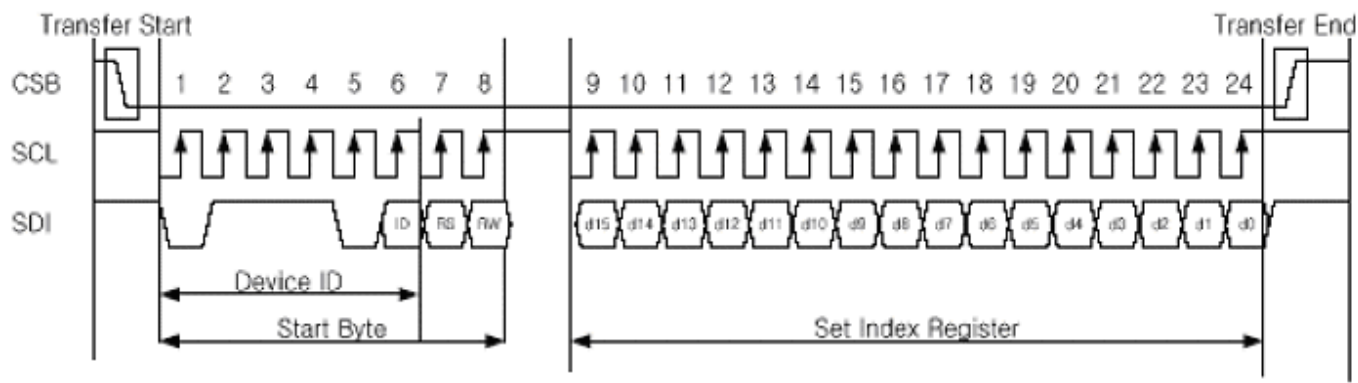 Transfer Start Transfer End
CSB 1 2 3 4 5 6 7 8 9 10 11 12 13 14 15 16 17 18 19 20 21 22 23 24
SCL
SDI ID RS RW d15 d14 d13 d12 d11 d10 d9 d8 d7 d6 d5 d4 d3 d2 d1 d0
Device ID
Start Byte Set Index Register